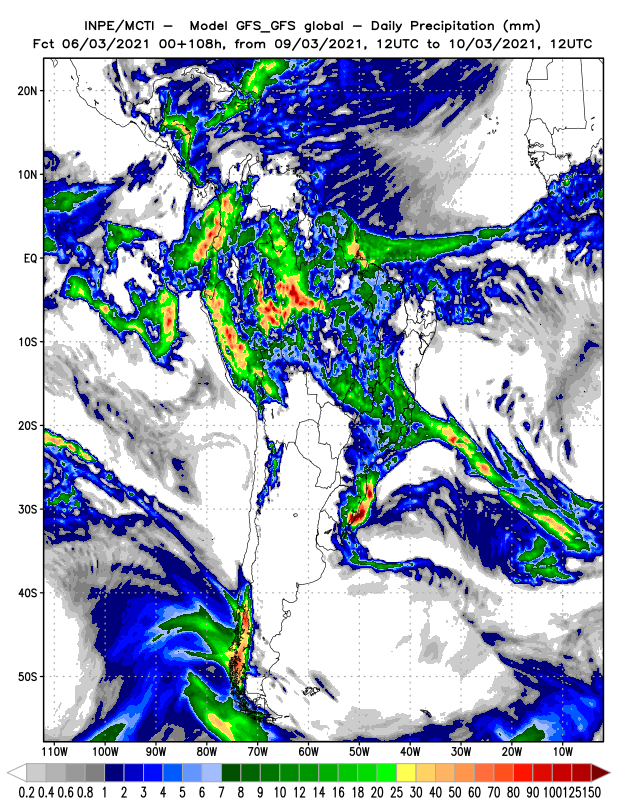 INPE/MCTI – Model GFS_GFS global – Daily Precipitation (mm)
Fct 06/03/2021 00+108h, from 09/03/2021, 12UTC to 10/03/2021, 12UTC
20N
10N
EQ
10S
20S
30S
40S
50S
110W 100W 90W 80W 70W 60W 50W 40W 30W 20W 10W
0.2 0.4 0.6 0.8 1 2 3 4 5 6 7 8 9 10 12 14 16 18 20 25 30 40 50 60 70 80 90 100 125 150